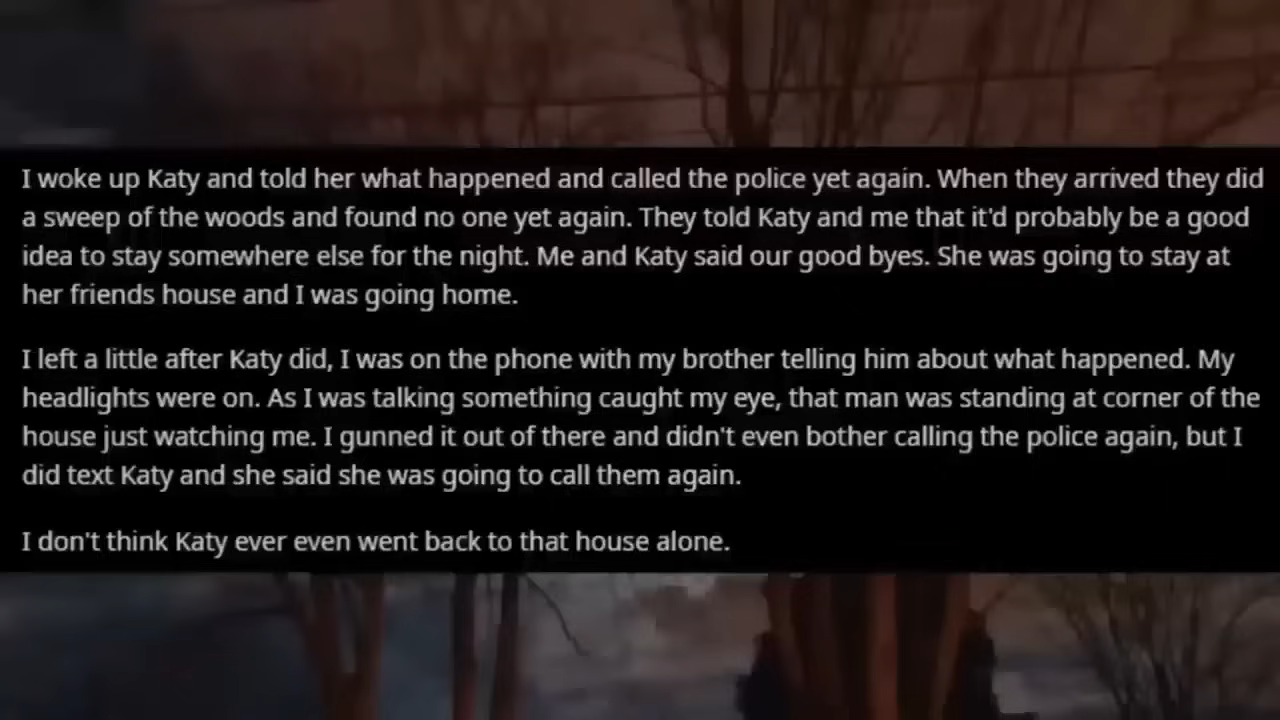 I woke up Katy and told her what happened and called the police yet again. When they arrived they did
a sweep of the woods and found no one yet again. They told Katy and me that it'd probably be a good
idea to stay somewhere else for the night. Me and Katy said our good byes. She was going to stay at
her friends house and I was going home.
I left a little after Katy did, I was on the phone with my brother telling him about what happened. My
headlights were on. As I was talking something caught my eye, that man was standing at corner of the
house just watching me. I gunned it out of there and didn't even bother calling the police again, but I
did text Katy and she said she was going to call them again.
I don't think Katy ever even went back to that house alone.